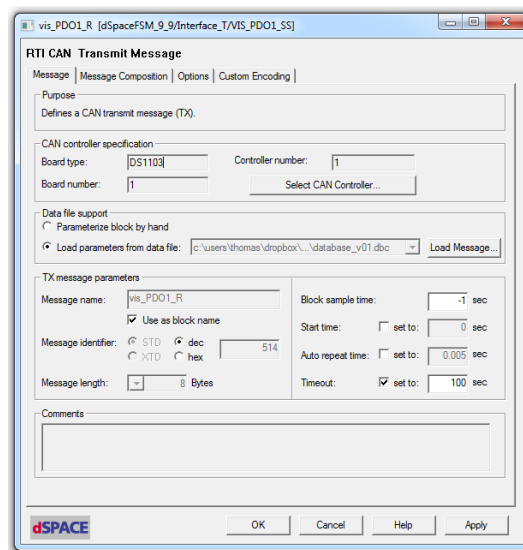 vis_PDO1_R [dSpaceFSM_9_9/Interface_T/VIS_PDO1_SS]
RTI CAN Transmit Message
Message Message Composition Options Custom Encoding
Purpose
Defines a CAN transmit message (TX).
CAN controller specification
Board type: DS1103 Controller number: 1
Board number: 1 Select CAN Controller...
Data file support
Parameterize block by hand
Load parameters from data file: c:\users\thomas\dropbox\...\database_v01.dbc Load Message...
TX message parameters
Message name: vis_PDO1_R Block sample time: -1 sec
Use as block name Start time: set to: 0 sec
Message identifier: STD dec 514
XTD hex Auto repeat time: set to: 0.005 sec
Message length: 8 Bytes Timeout: set to: 100 sec
Comments
dSPACE OK Cancel Help Apply